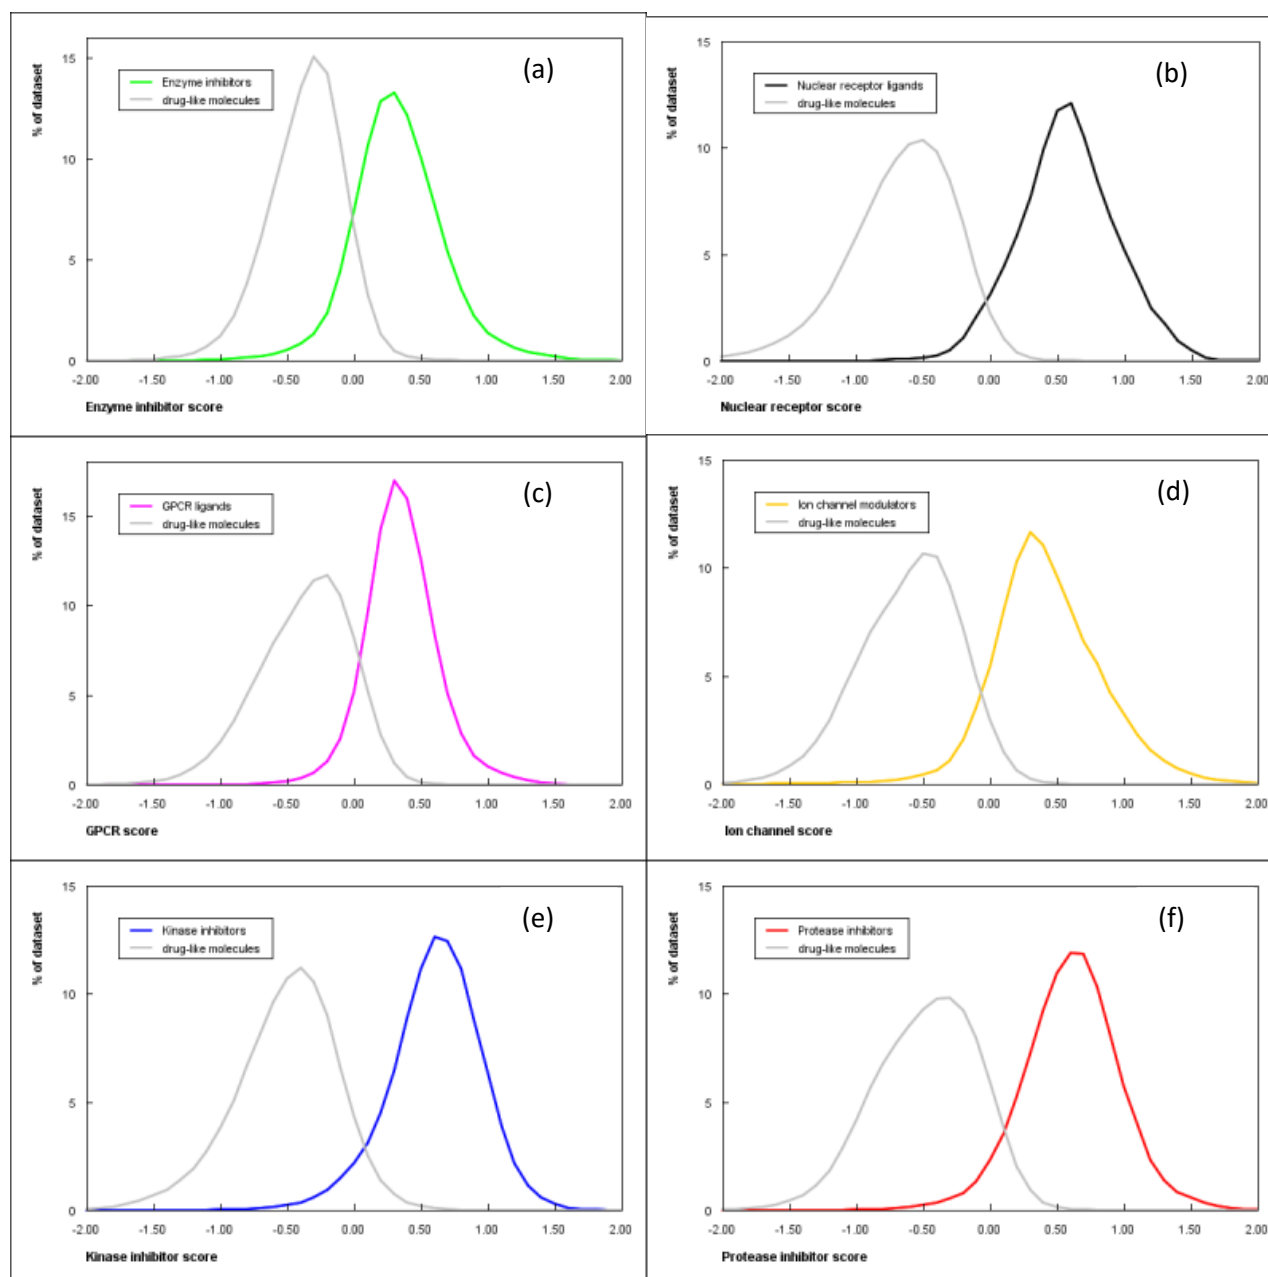 (a)
% of dataset
Enzyme inhibitors
drug-like molecules
15
10
5
0
-2.00 -1.50 -1.00 -0.50 0.00 0.50 1.00 1.50 2.00
Enzyme inhibitor score
(b)
% of dataset
Nuclear receptor ligands
drug-like molecules
15
10
5
0
-2.00 -1.50 -1.00 -0.50 0.00 0.50 1.00 1.50 2.00
Nuclear receptor score
(c)
% of dataset
GPCR ligands
drug-like molecules
15
10
5
0
-2.00 -1.50 -1.00 -0.50 0.00 0.50 1.00 1.50 2.00
GPCR score
(d)
% of dataset
Ion channel modulators
drug-like molecules
15
10
5
0
-2.00 -1.50 -1.00 -0.50 0.00 0.50 1.00 1.50 2.00
Ion channel score
(e)
% of dataset
Kinase inhibitors
drug-like molecules
15
10
5
0
-2.00 -1.50 -1.00 -0.50 0.00 0.50 1.00 1.50 2.00
Kinase inhibitor score
(f)
% of dataset
Protease inhibitors
drug-like molecules
15
10
5
0
-2.00 -1.50 -1.00 -0.50 0.00 0.50 1.00 1.50 2.00
Protease inhibitor score